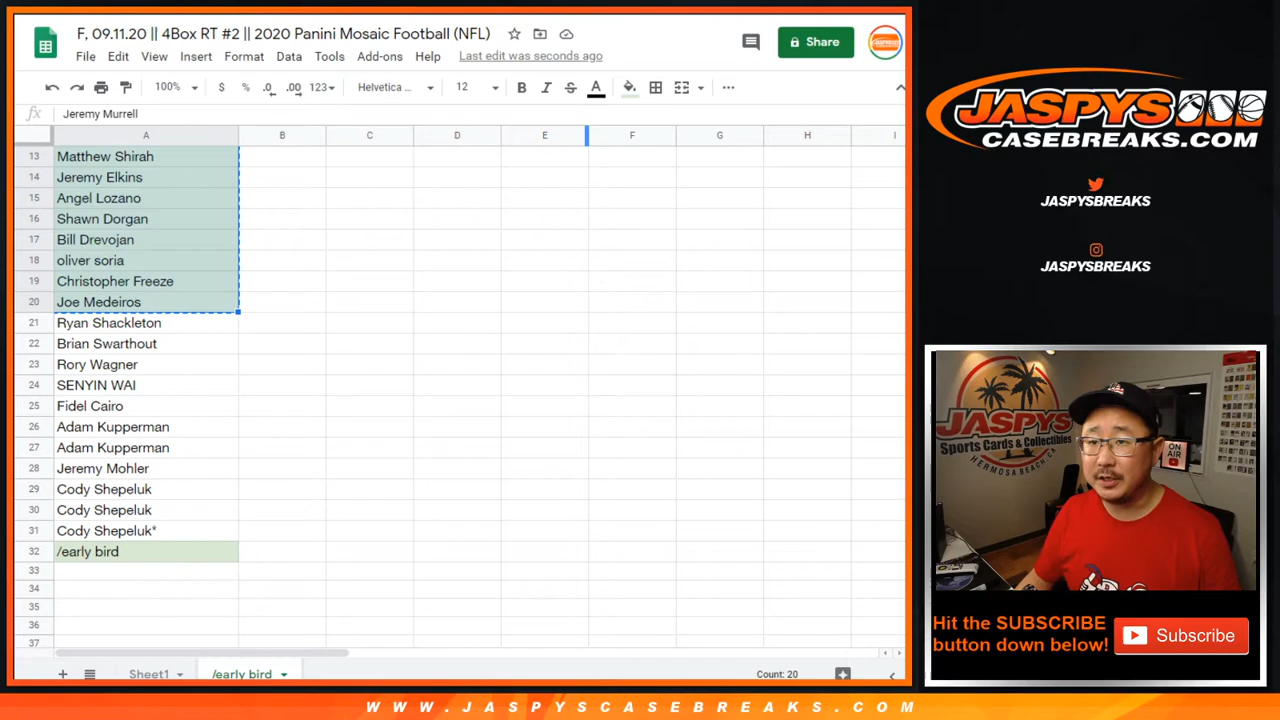 F, 09.11.20 || 4Box RT #2 || 2020 Panini Mosaic Football (NFL)
File Edit View Insert Format Data Tools Add-ons Help Last edit was seconds ago
Share
100% $ % .0 .00 123 Helvetica ... 12 B I S A
fx Jeremy Murrell
A B C D E F G H I
13 Matthew Shirah
14 Jeremy Elkins
15 Angel Lozano
16 Shawn Dorgan
17 Bill Drevojan
18 oliver soria
19 Christopher Freeze
20 Joe Medeiros
21 Ryan Shackleton
22 Brian Swarthout
23 Rory Wagner
24 SENYIN WAI
25 Fidel Cairo
26 Adam Kupperman
27 Adam Kupperman
28 Jeremy Mohler
29 Cody Shepeluk
30 Cody Shepeluk
31 Cody Shepeluk*
32 /early bird
33
34
35
36
37
Sheet1 /early bird Count: 20
JASPYS
CASEBREAKS.COM
JASPYSBREAKS
JASPYSBREAKS
JASPYS
Sports Cards & Collectibles
HERMOSA BEACH, CA
ON AIR
Hit the SUBSCRIBE
button down below!
Subscribe
WWW.JASPYSCASEBREAKS.COM